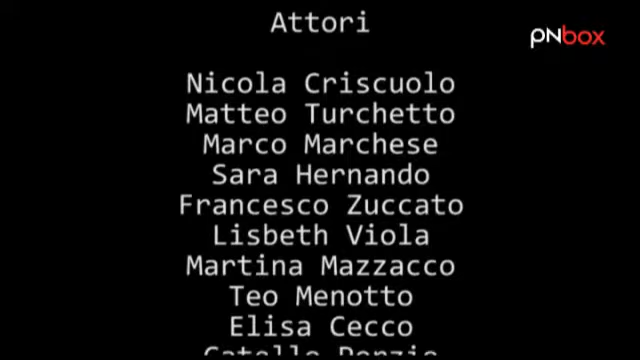 Attori
pnbox
Nicola Criscuolo
Matteo Turchetto
Marco Marchese
Sara Hernando
Francesco Zuccato
Lisbeth Viola
Martina Mazzacco
Teo Menotto
Elisa Cecco